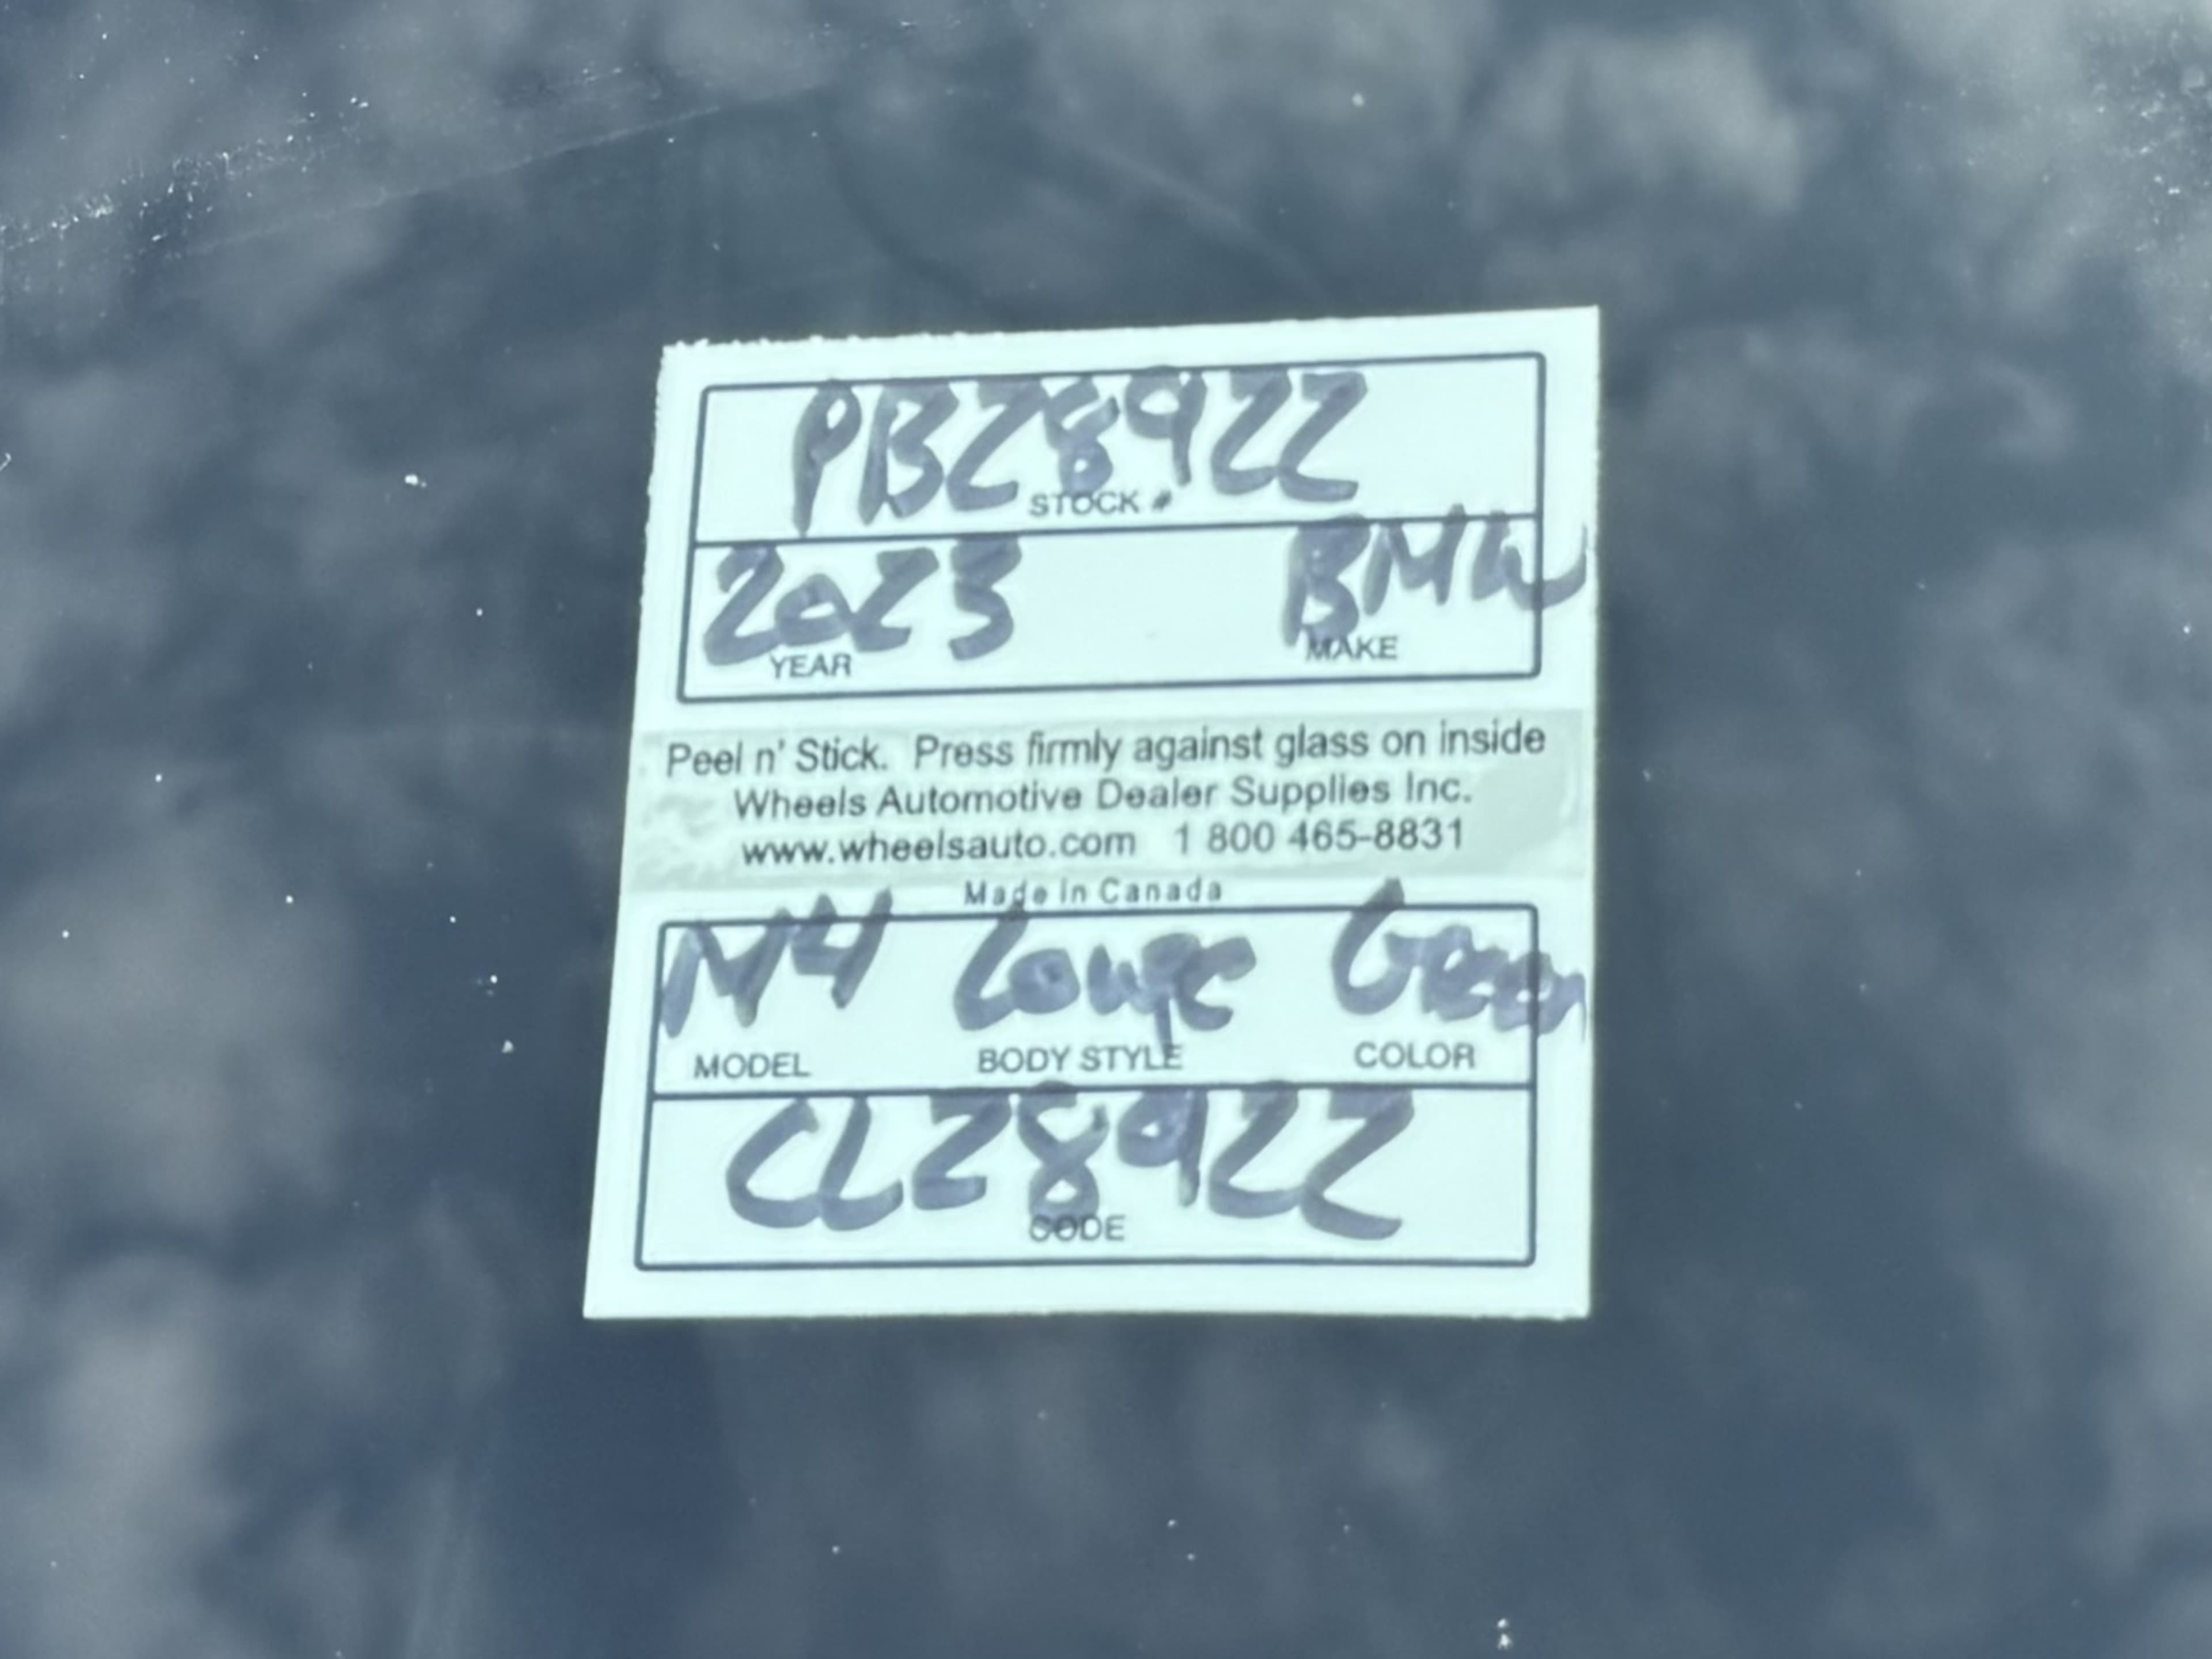 PB28922
STOCK #
2023 BMW
YEAR MAKE
Peel n' Stick. Press firmly against glass on inside
Wheels Automotive Dealer Supplies Inc.
www.wheelsauto.com 1 800 465-8831
Made in Canada
M4 Coupe Green
MODEL BODY STYLE COLOR
CL28922
CODE